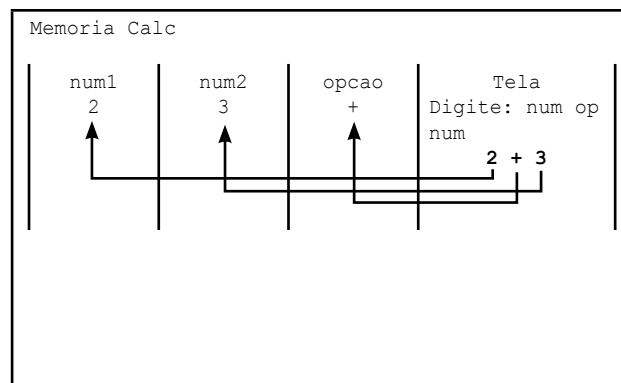 Memoria Calc
num1 num2 opcao Tela
2 3 + Digite: num op
num
2 + 3